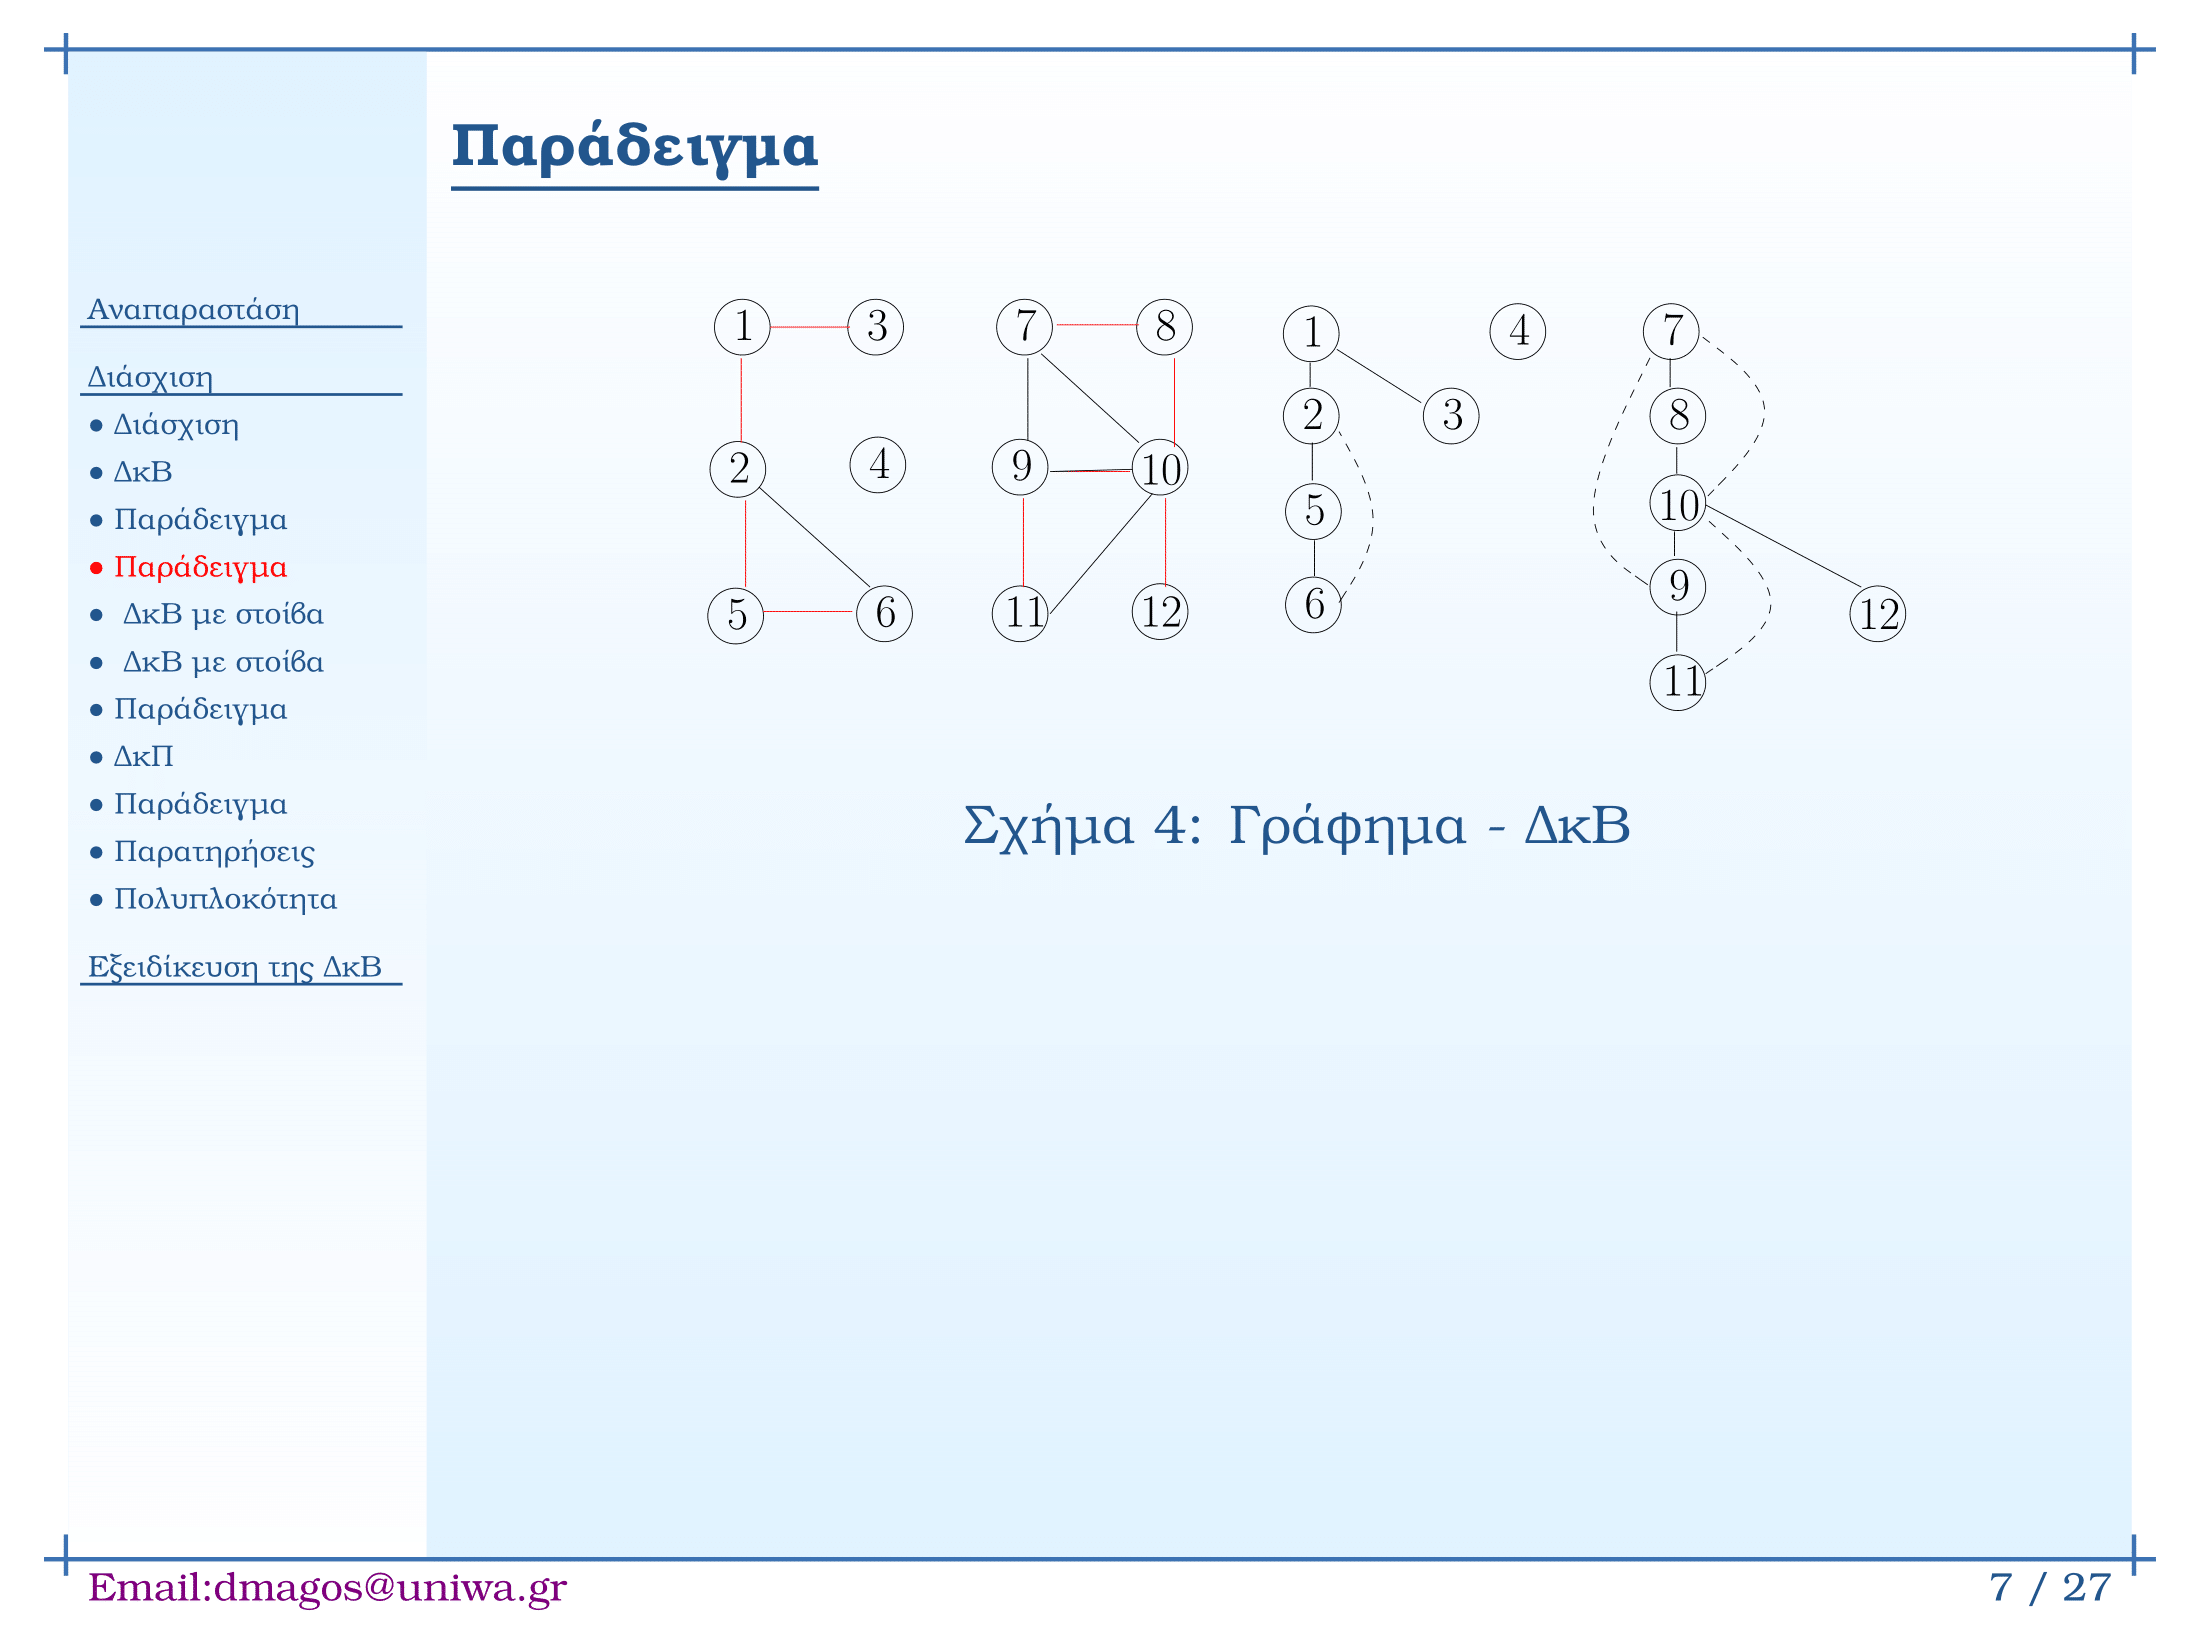 Παράδειγμα
Αναπαραστάση
Διάσχιση
● Διάσχιση
● ΔκΒ
● Παράδειγμα
● Παράδειγμα
● ΔκΒ με στοίβα
● ΔκΒ με στοίβα
● Παράδειγμα
● ΔκΠ
● Παράδειγμα
● Παρατηρήσεις
● Πολυπλοκότητα
Εξειδίκευση της ΔκΒ
1 3 7 8 1 4 7
2 3 8
2 4 9 10 5 10
5 6 11 12 6 9 12
11
Σχήμα 4: Γράφημα - ΔκΒ
Email:dmagos@uniwa.gr
7 / 27